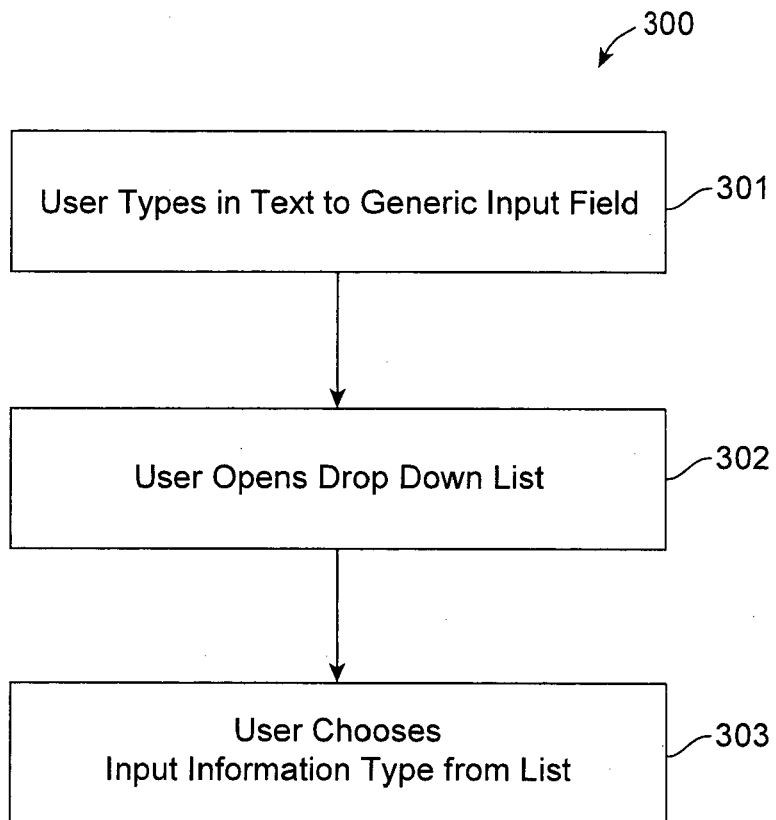 300
User Types in Text to Generic Input Field
301
User Opens Drop Down List
302
User Chooses
Input Information Type from List
303